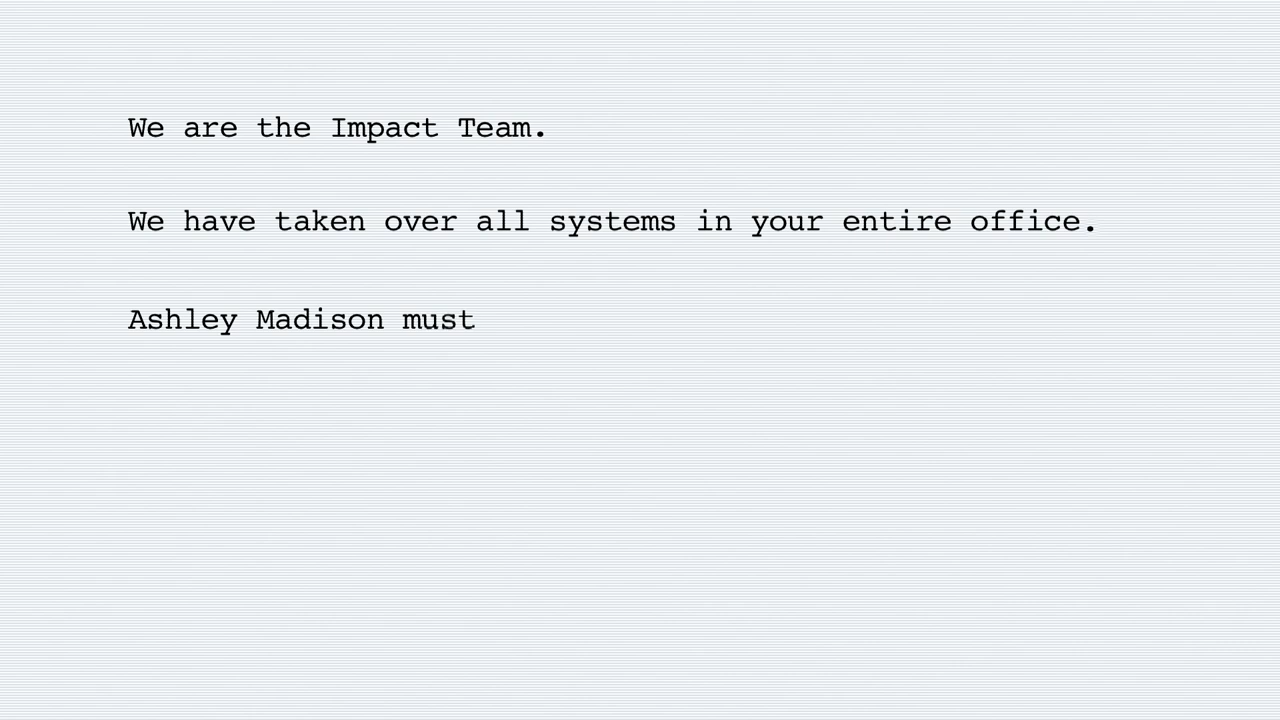 We are the Impact Team.
We have taken over all systems in your entire office.
Ashley Madison must